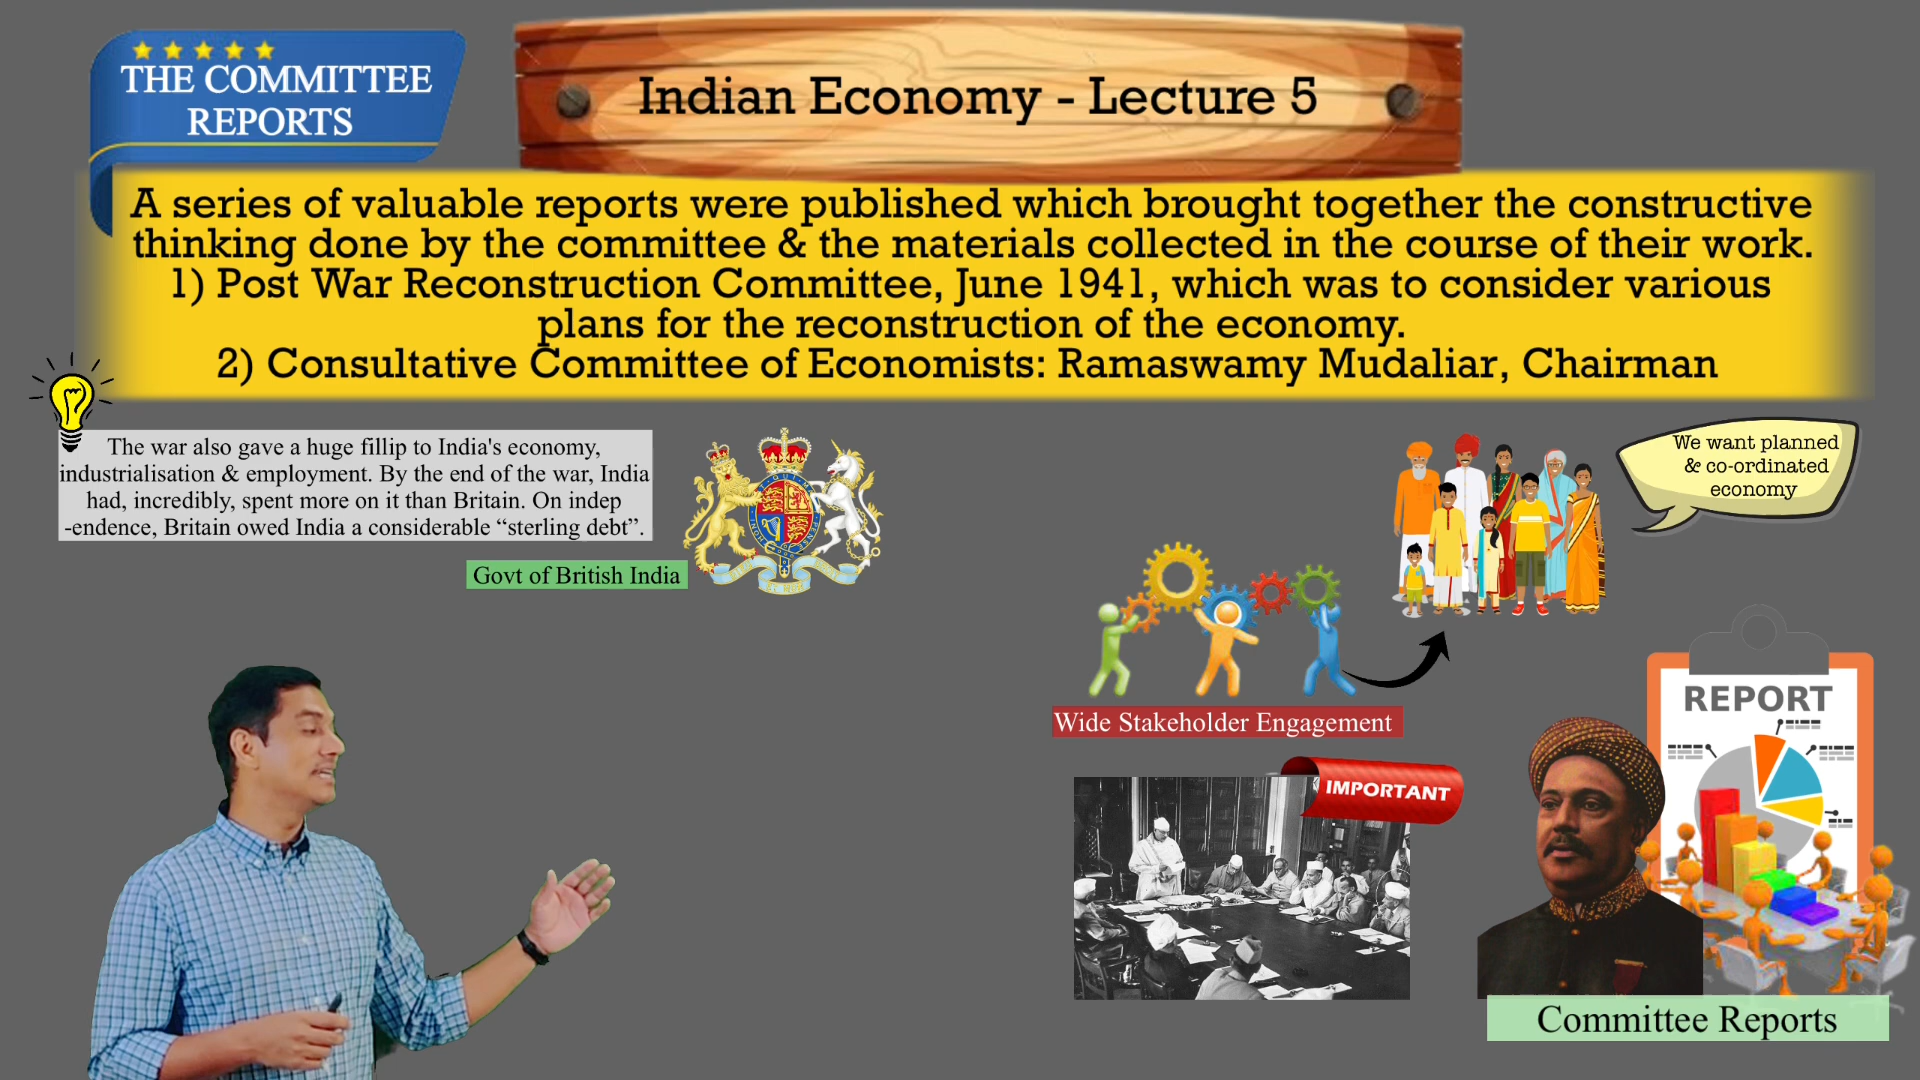 THE COMMITTEE
REPORTS
Indian Economy - Lecture 5
A series of valuable reports were published which brought together the constructive
thinking done by the committee & the materials collected in the course of their work.
1) Post War Reconstruction Committee, June 1941, which was to consider various
plans for the reconstruction of the economy.
2) Consultative Committee of Economists: Ramaswamy Mudaliar, Chairman
The war also gave a huge fillip to India's economy,
industrialisation & employment. By the end of the war, India
had, incredibly, spent more on it than Britain. On indep
-endence, Britain owed India a considerable “sterling debt”.
Govt of British India
We want planned
& co-ordinated
economy
Wide Stakeholder Engagement
IMPORTANT
REPORT
Committee Reports